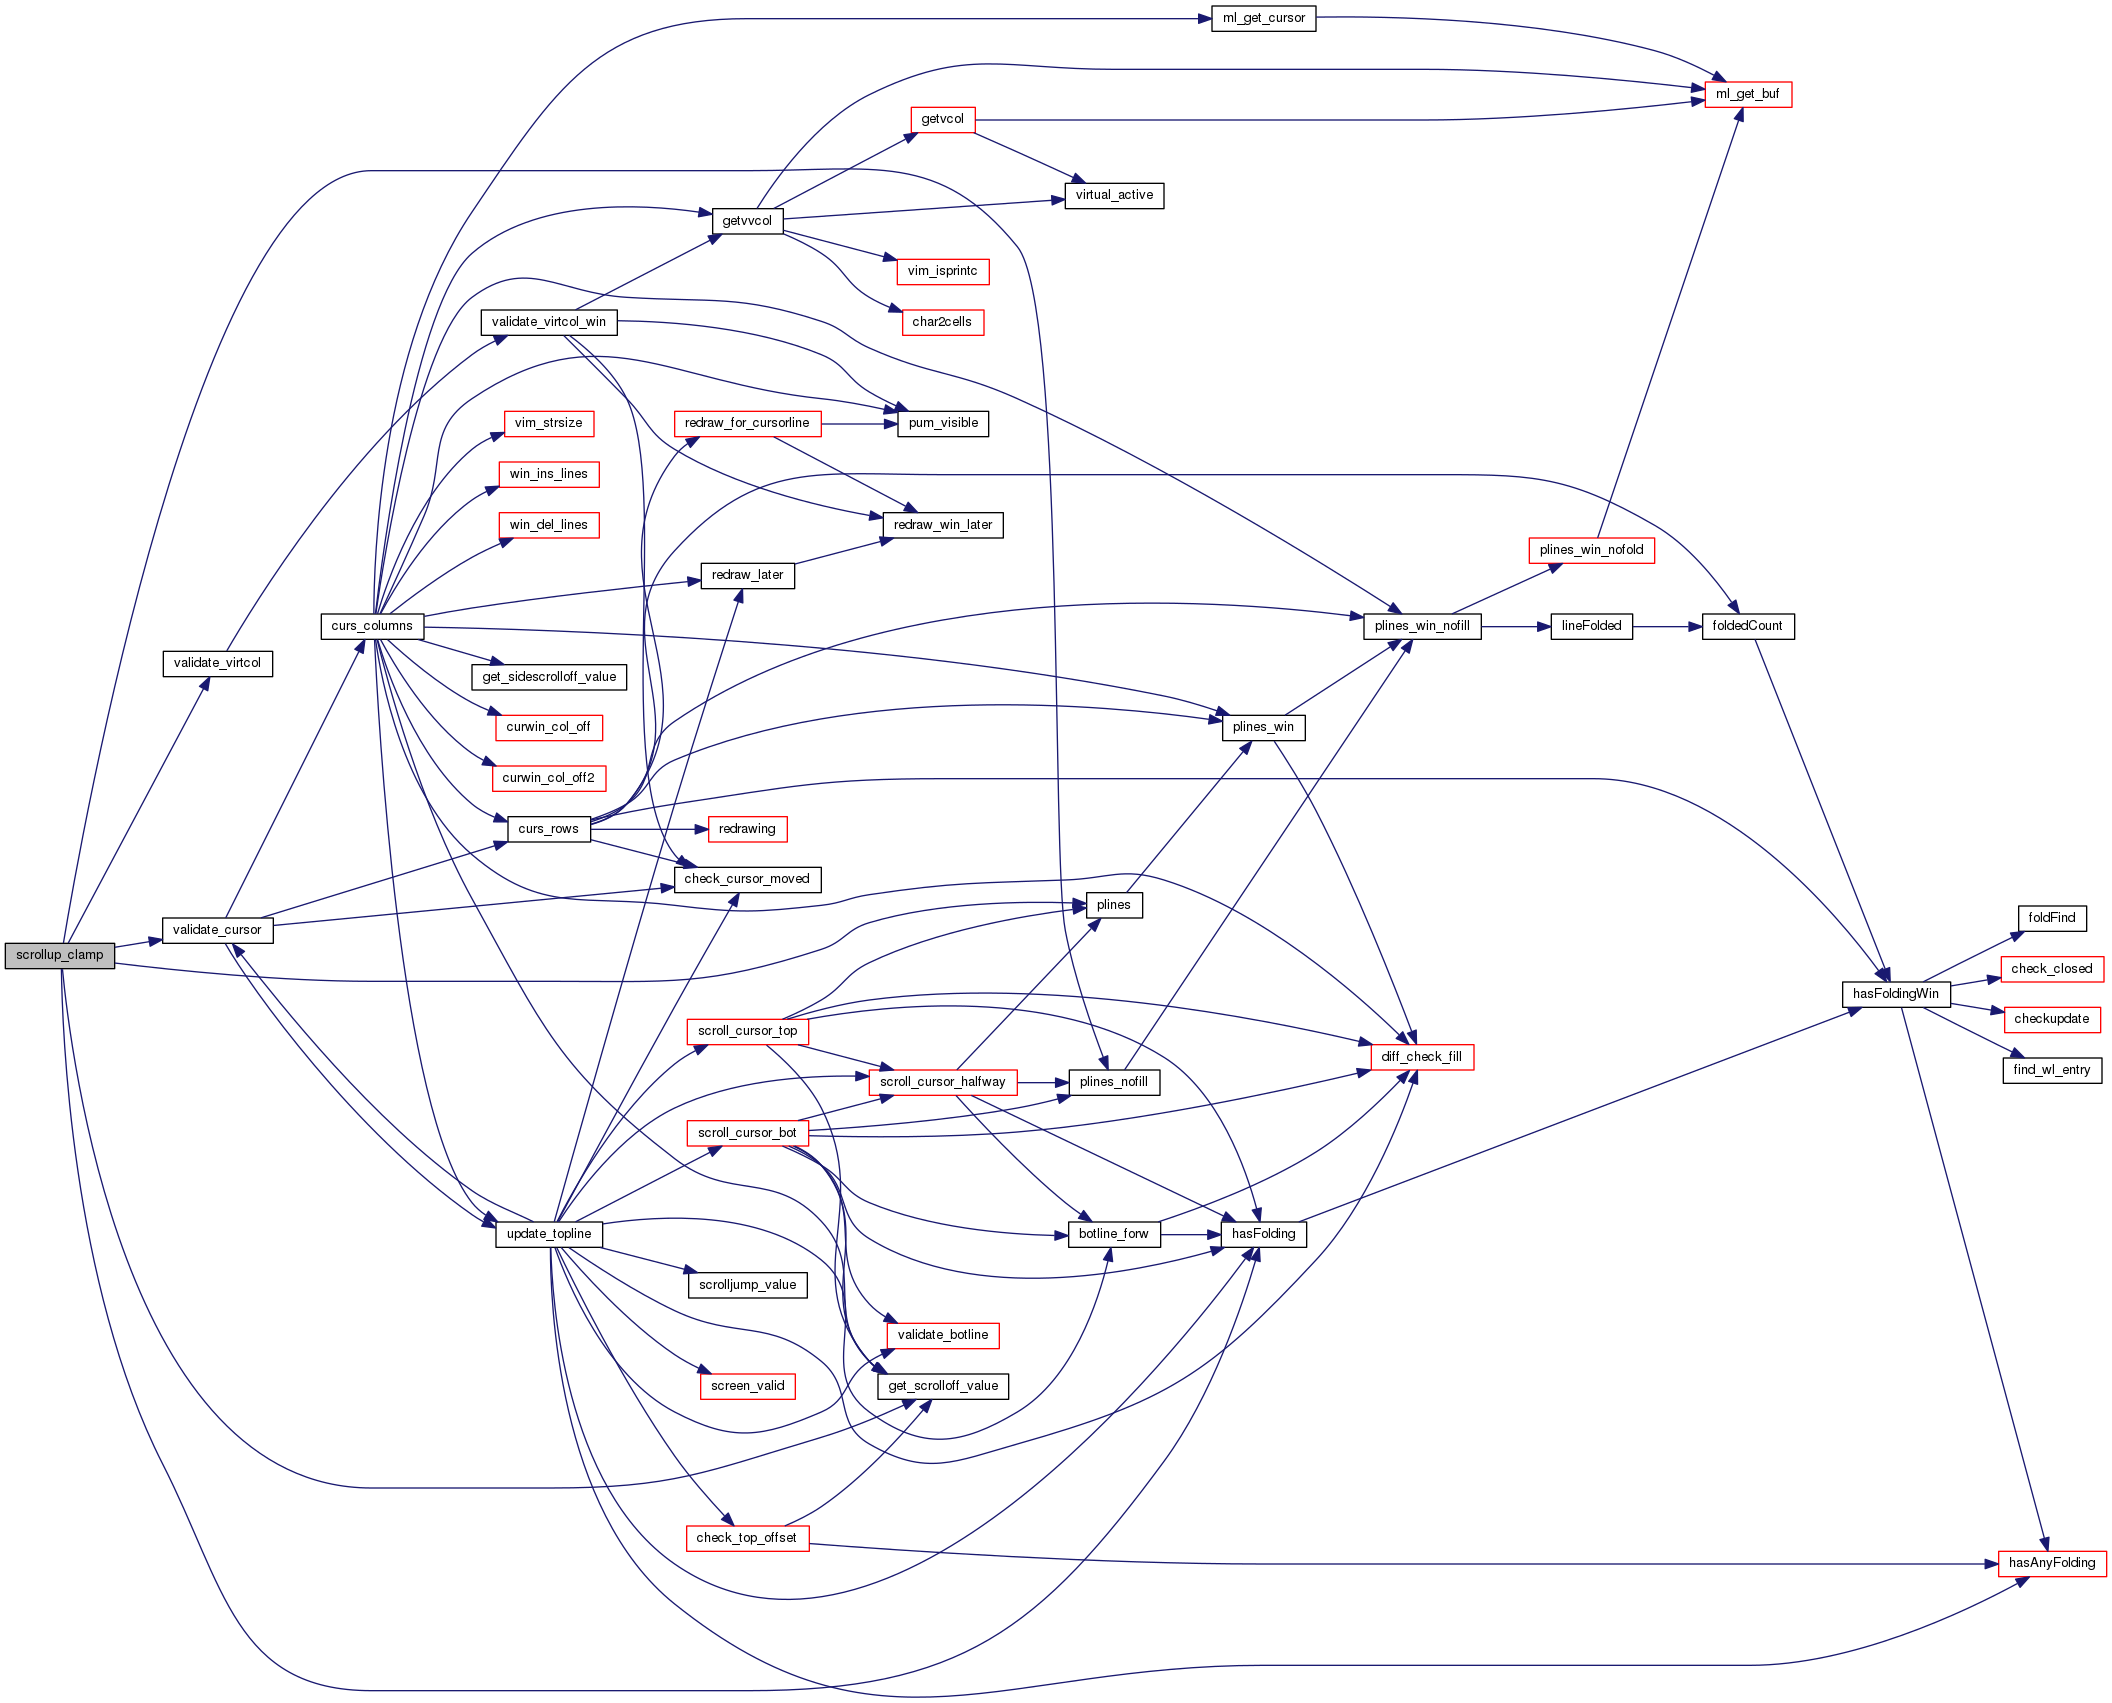 ml_get_cursor
ml_get_buf
getvcol
virtual_active
getvvcol
vim_isprintc
validate_virtcol_win
char2cells
vim_strsize
redraw_for_cursorline
pum_visible
win_ins_lines
win_del_lines
redraw_win_later
plines_win_nofold
redraw_later
curs_columns
plines_win_nofill
lineFolded
foldedCount
validate_virtcol
get_sidescrolloff_value
curwin_col_off
plines_win
curwin_col_off2
curs_rows
redrawing
check_cursor_moved
plines
foldFind
validate_cursor
scrollup_clamp
check_closed
hasFoldingWin
checkupdate
scroll_cursor_top
diff_check_fill
find_wl_entry
scroll_cursor_halfway
plines_nofill
scroll_cursor_bot
update_topline
botline_forw
hasFolding
scrolljump_value
validate_botline
screen_valid
get_scrolloff_value
check_top_offset
hasAnyFolding